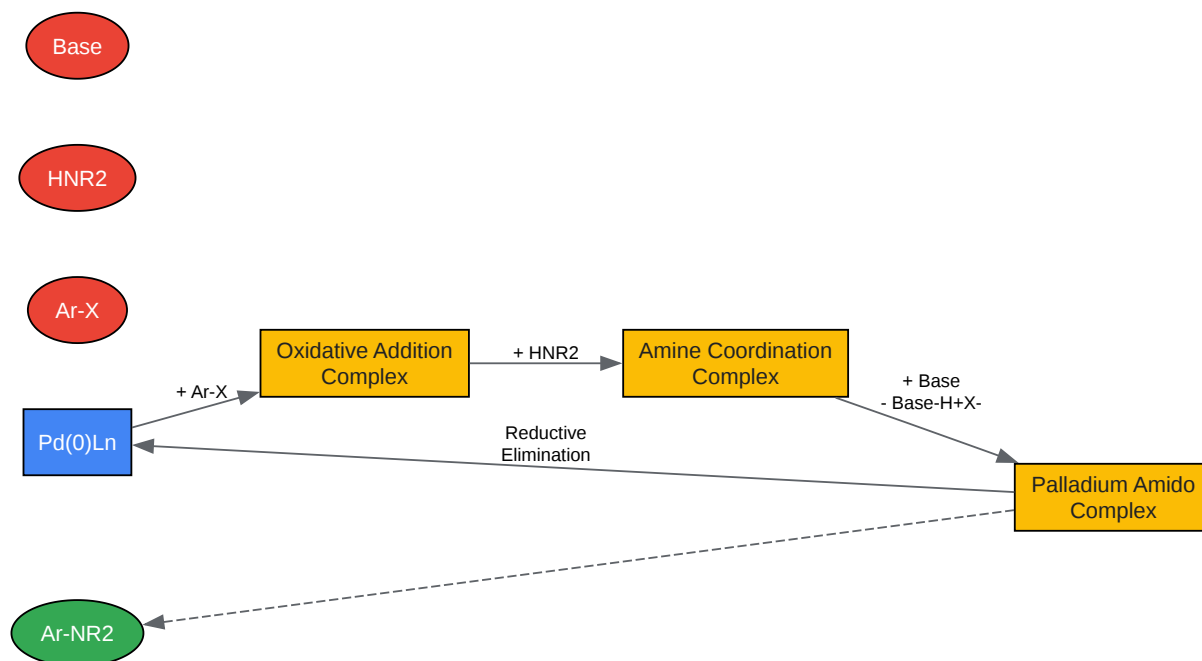 Base
HNR2
Ar-X
Oxidative Addition
Complex
+ HNR2
Amine Coordination
Complex
+ Ar-X
+ Base
- Base-H+X-
Pd(0)Ln
Reductive
Elimination
Palladium Amido
Complex
Ar-NR2